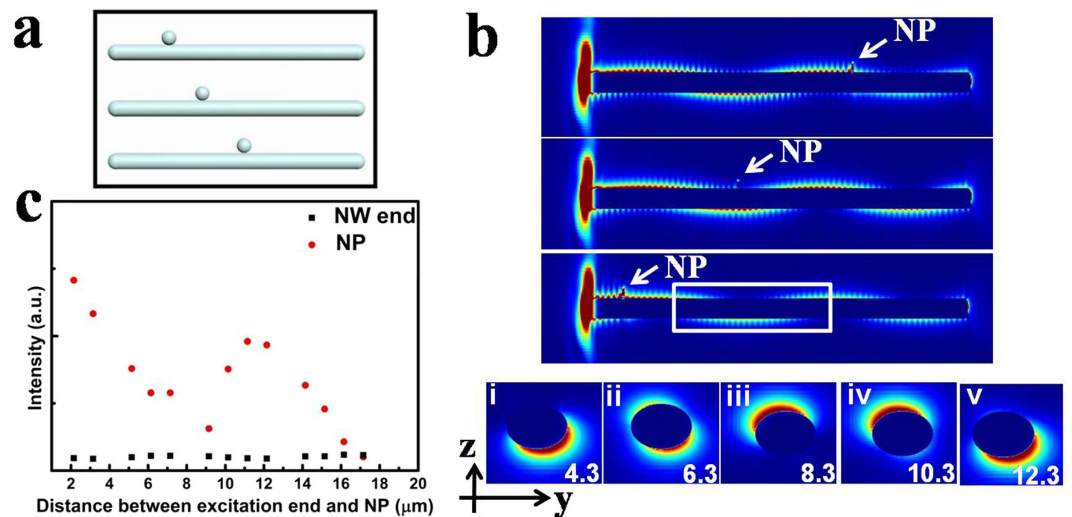 a
b
NP
NP
NP
c
NW end
NP
Intensity (a.u.)
2 4 6 8 10 12 14 16 18 20
Distance between excitation end and NP (μm)
i ii iii iv v
4.3 6.3 8.3 10.3 12.3
z
y